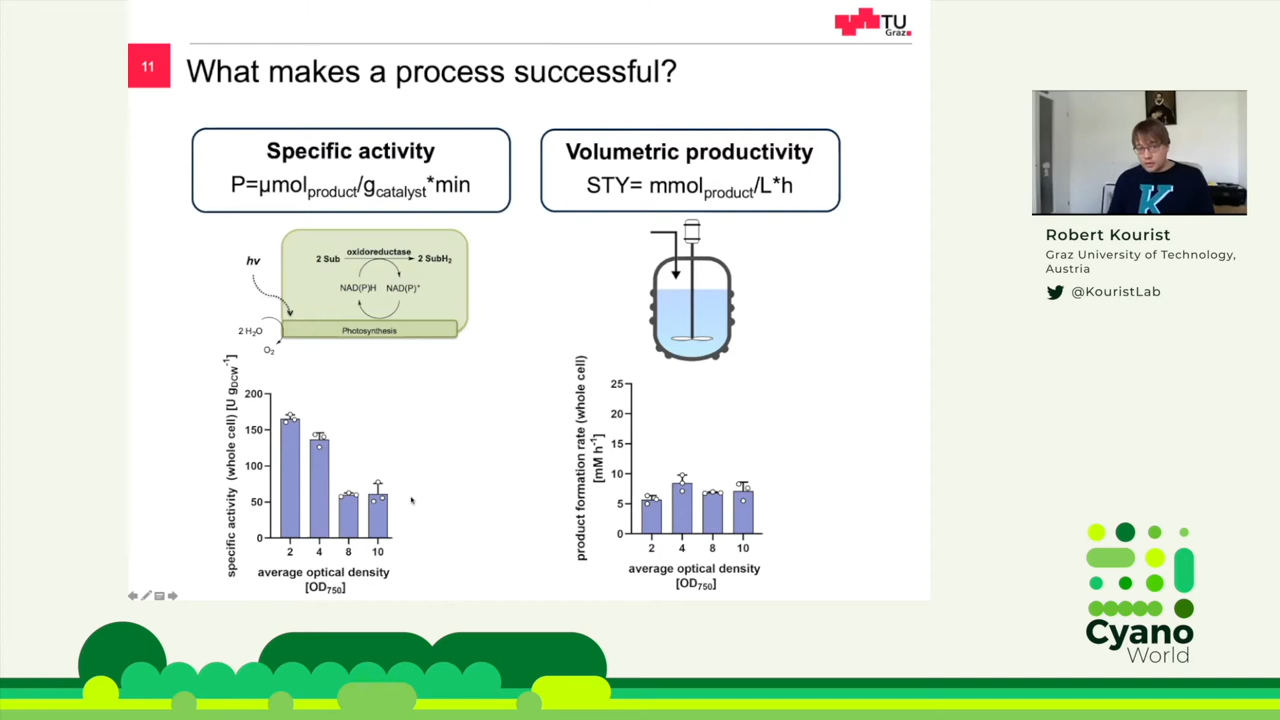 TU
Graz
11
What makes a process successful?
Specific activity
P=µmolproduct/gcatalyst*min
Volumetric productivity
STY= mmolproduct/L*h
hv
oxidoreductase
2 Sub
2 SubH2
NAD(P)H
NAD(P)+
2 H2O
O2
Photosynthesis
specific activity (whole cell) [U gDCW-1]
200
150
100
50
0
2 4 8 10
average optical density
[OD750]
product formation rate (whole cell)
[mM h-1]
25
20
15
10
5
0
2 4 8 10
average optical density
[OD750]
K
Robert Kourist
Graz University of Technology,
Austria
@KouristLab
Cyano
World